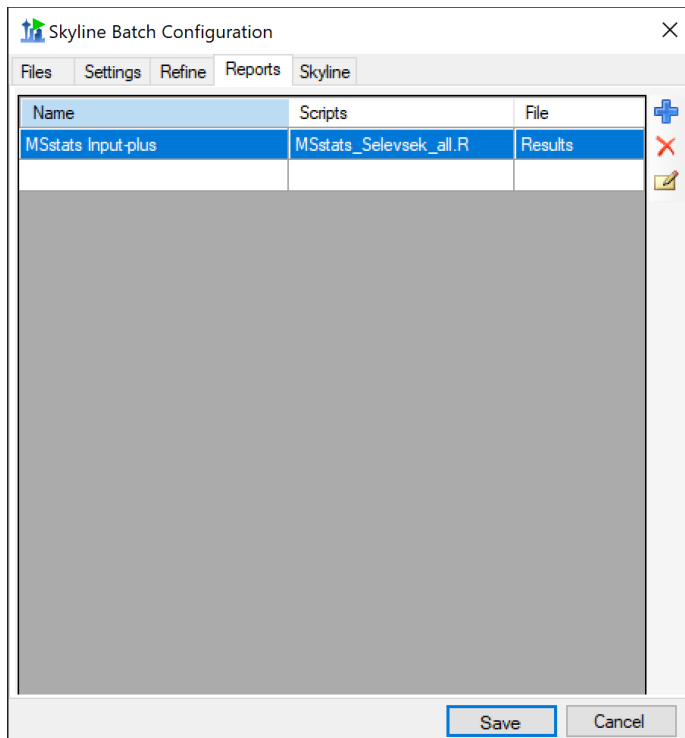 Skyline Batch Configuration
Files Settings Refine Reports Skyline
Name Scripts File
MSstats Input-plus MSstats_Selevsek_all.R Results
Save Cancel